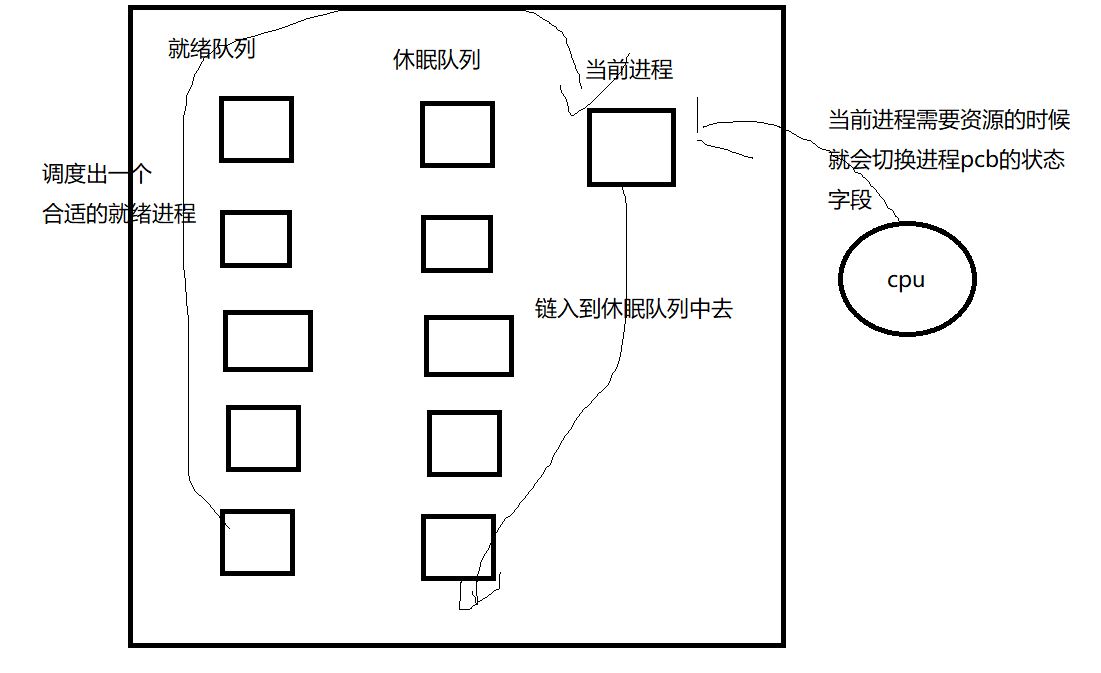 就绪队列
休眠队列
当前进程
当前进程需要资源的时候
就会切换进程pcb的状态
字段
调度出一个
合适的就绪进程
cpu
链入到休眠队列中去